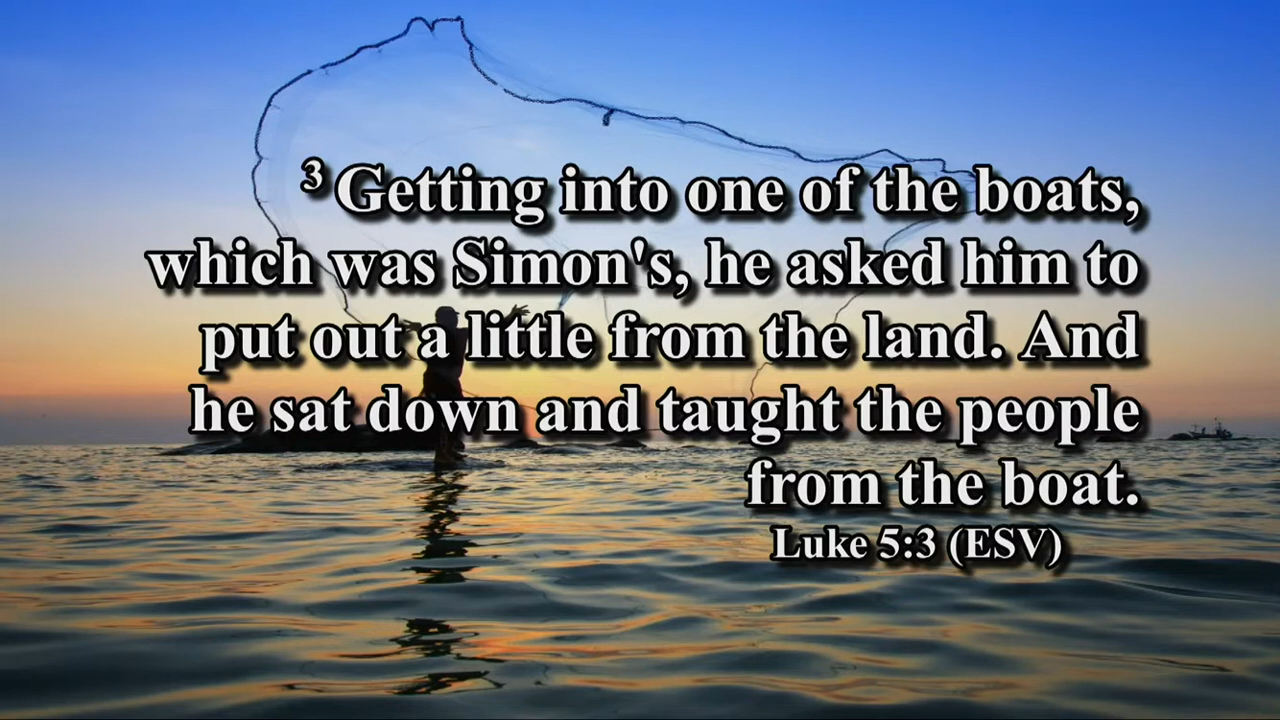 3 Getting into one of the boats,
which was Simon's, he asked him to
put out a little from the land. And
he sat down and taught the people
from the boat.
Luke 5:3 (ESV)